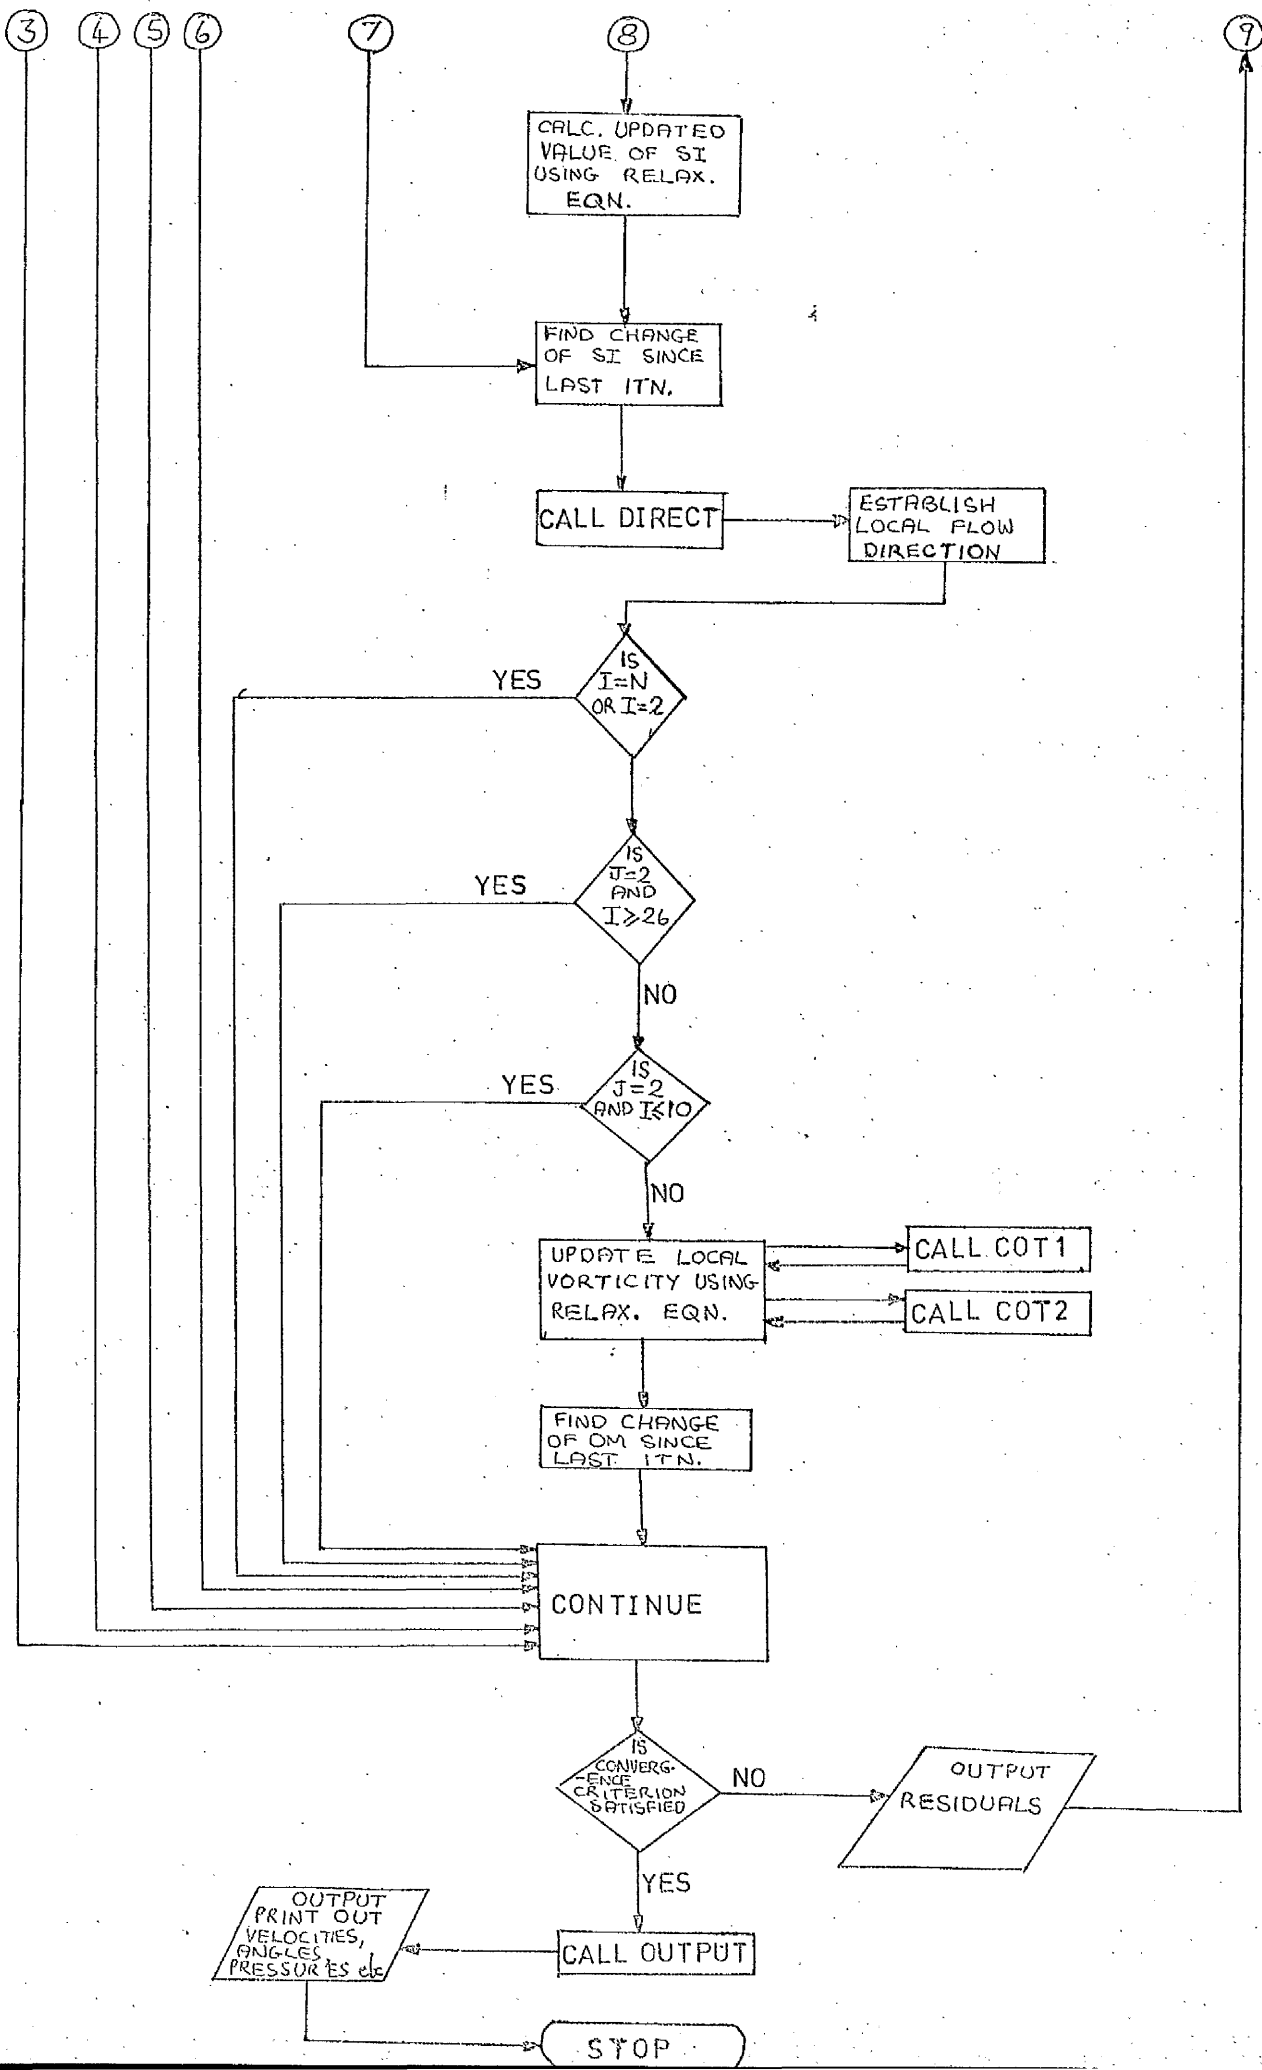 3 4 5 6 7 8 9
CALC. UPDATED
VALUE OF SI
USING RELAX.
EQN.
FIND CHANGE
OF SI SINCE
LAST ITN.
CALL DIRECT
ESTABLISH
LOCAL FLOW
DIRECTION
IS
I=N
OR I=2
YES
IS
J=2
AND
I≥26
YES
NO
IS
J=2
AND I≤10
YES
NO
UPDATE LOCAL
VORTICITY USING
RELAX. EQN.
CALL COT1
CALL COT2
FIND CHANGE
OF OM SINCE
LAST ITN.
CONTINUE
IS
CONVERG-
-ENCE
CRITERION
SATISFIED
NO
OUTPUT
RESIDUALS
YES
CALL OUTPUT
OUTPUT
PRINT OUT
VELOCITIES,
ANGLES,
PRESSURES etc
STOP